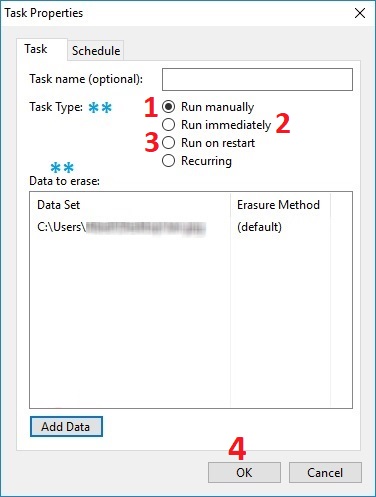 Task Properties
Task Schedule
Task name (optional):
Task Type: ** 1 Run manually
Run immediately 2
3 Run on restart
** Recurring
Data to erase:
Data Set Erasure Method
C:\Users\ (default)
Add Data
4
OK Cancel